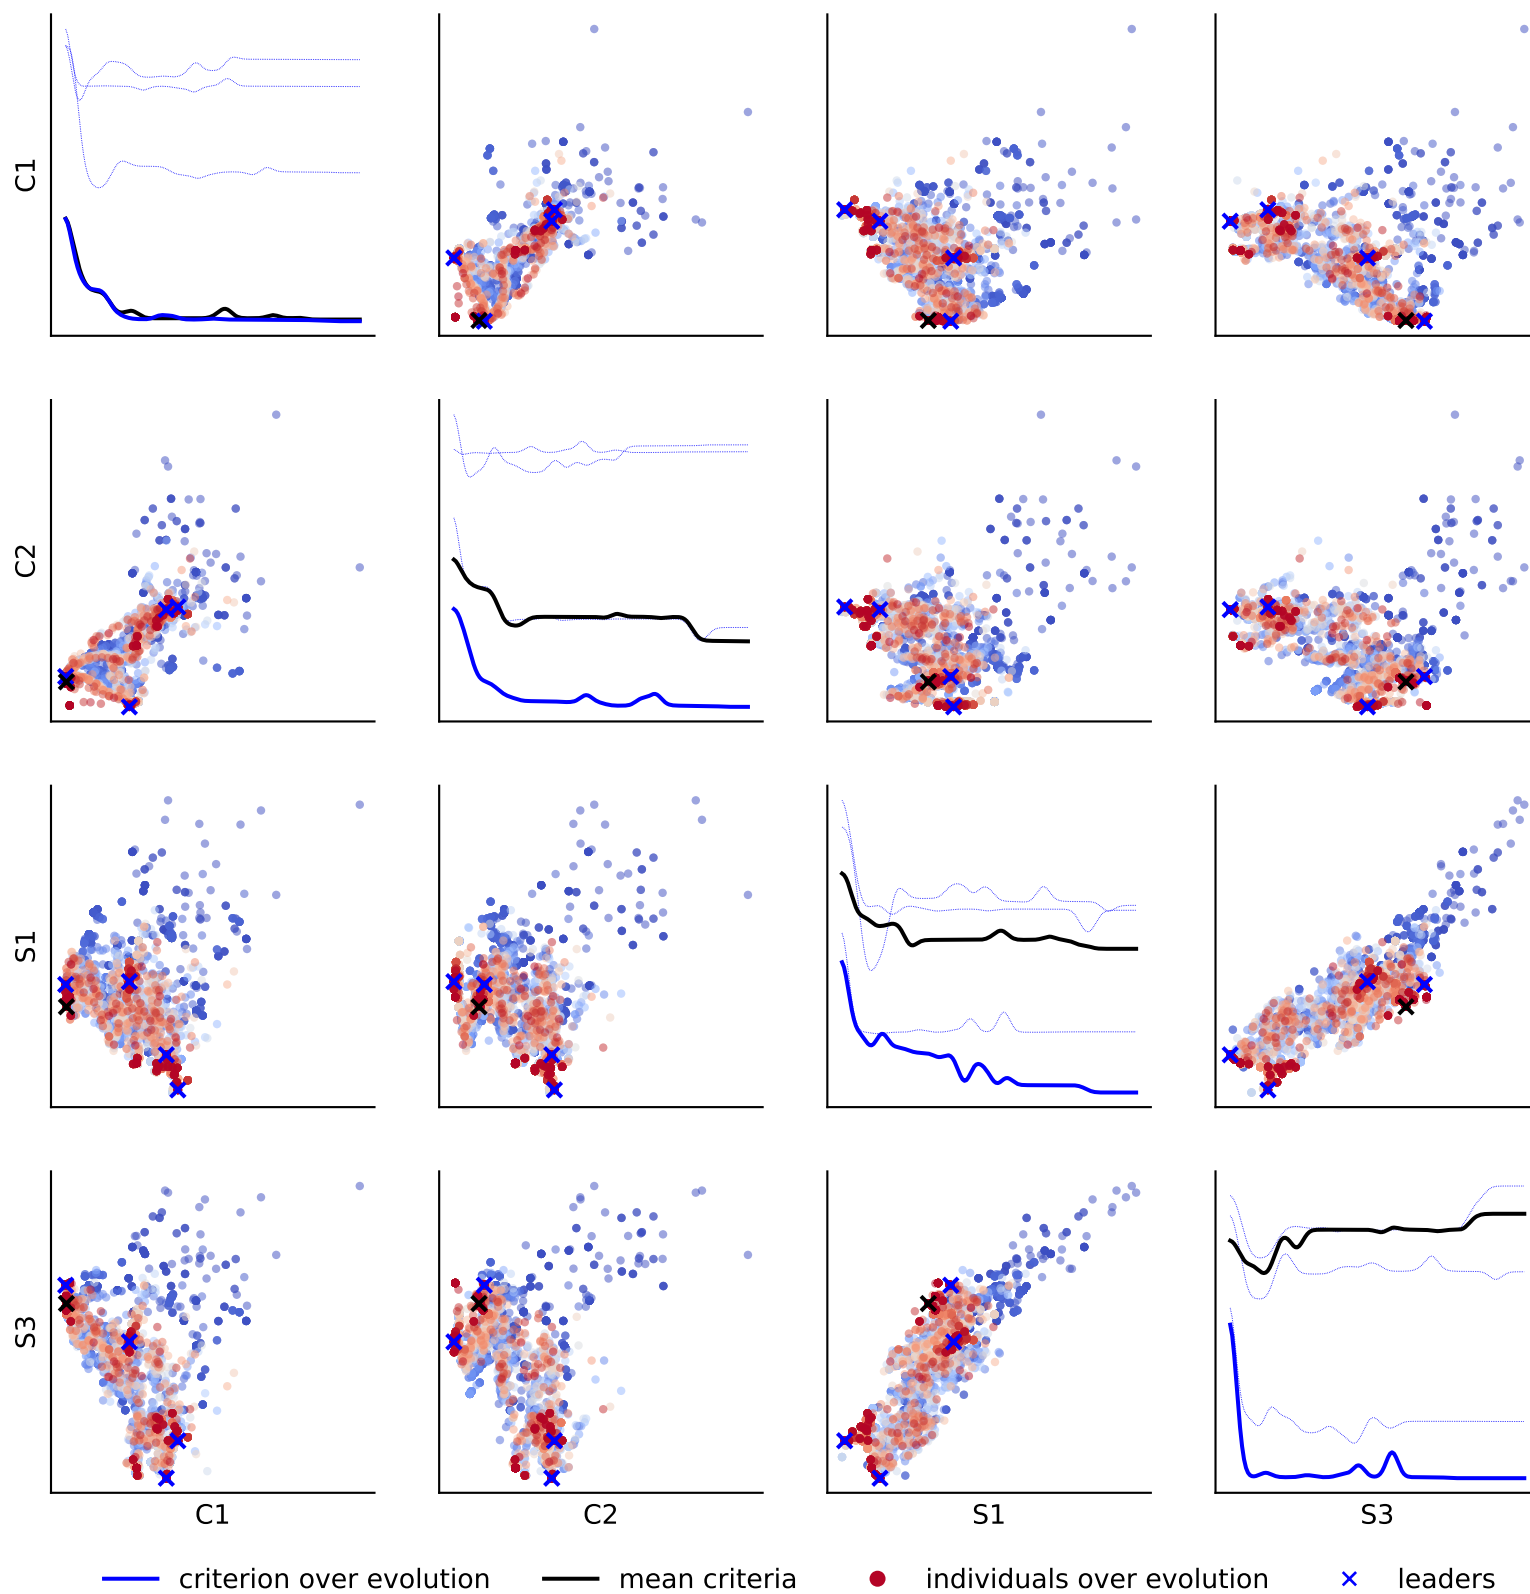 C1
C2
S1
S3
C1 C2 S1 S3
criterion over evolution mean criteria individuals over evolution leaders